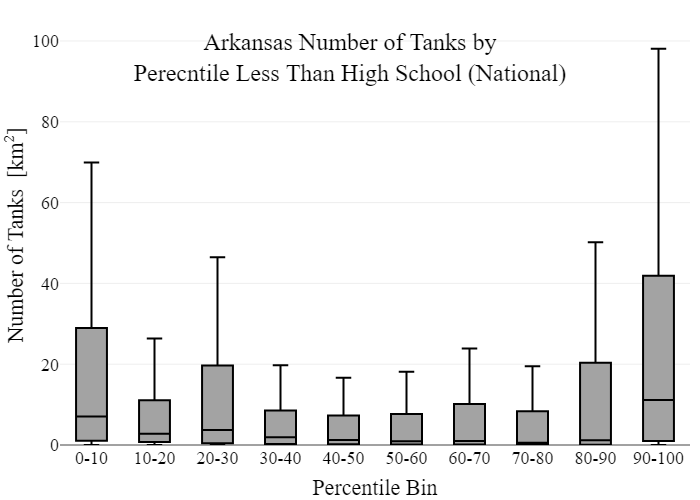 Arkansas Number of Tanks by
Perecntile Less Than High School (National)
Number of Tanks [km²]
100
80
60
40
20
0
0-10 10-20 20-30 30-40 40-50 50-60 60-70 70-80 80-90 90-100
Percentile Bin